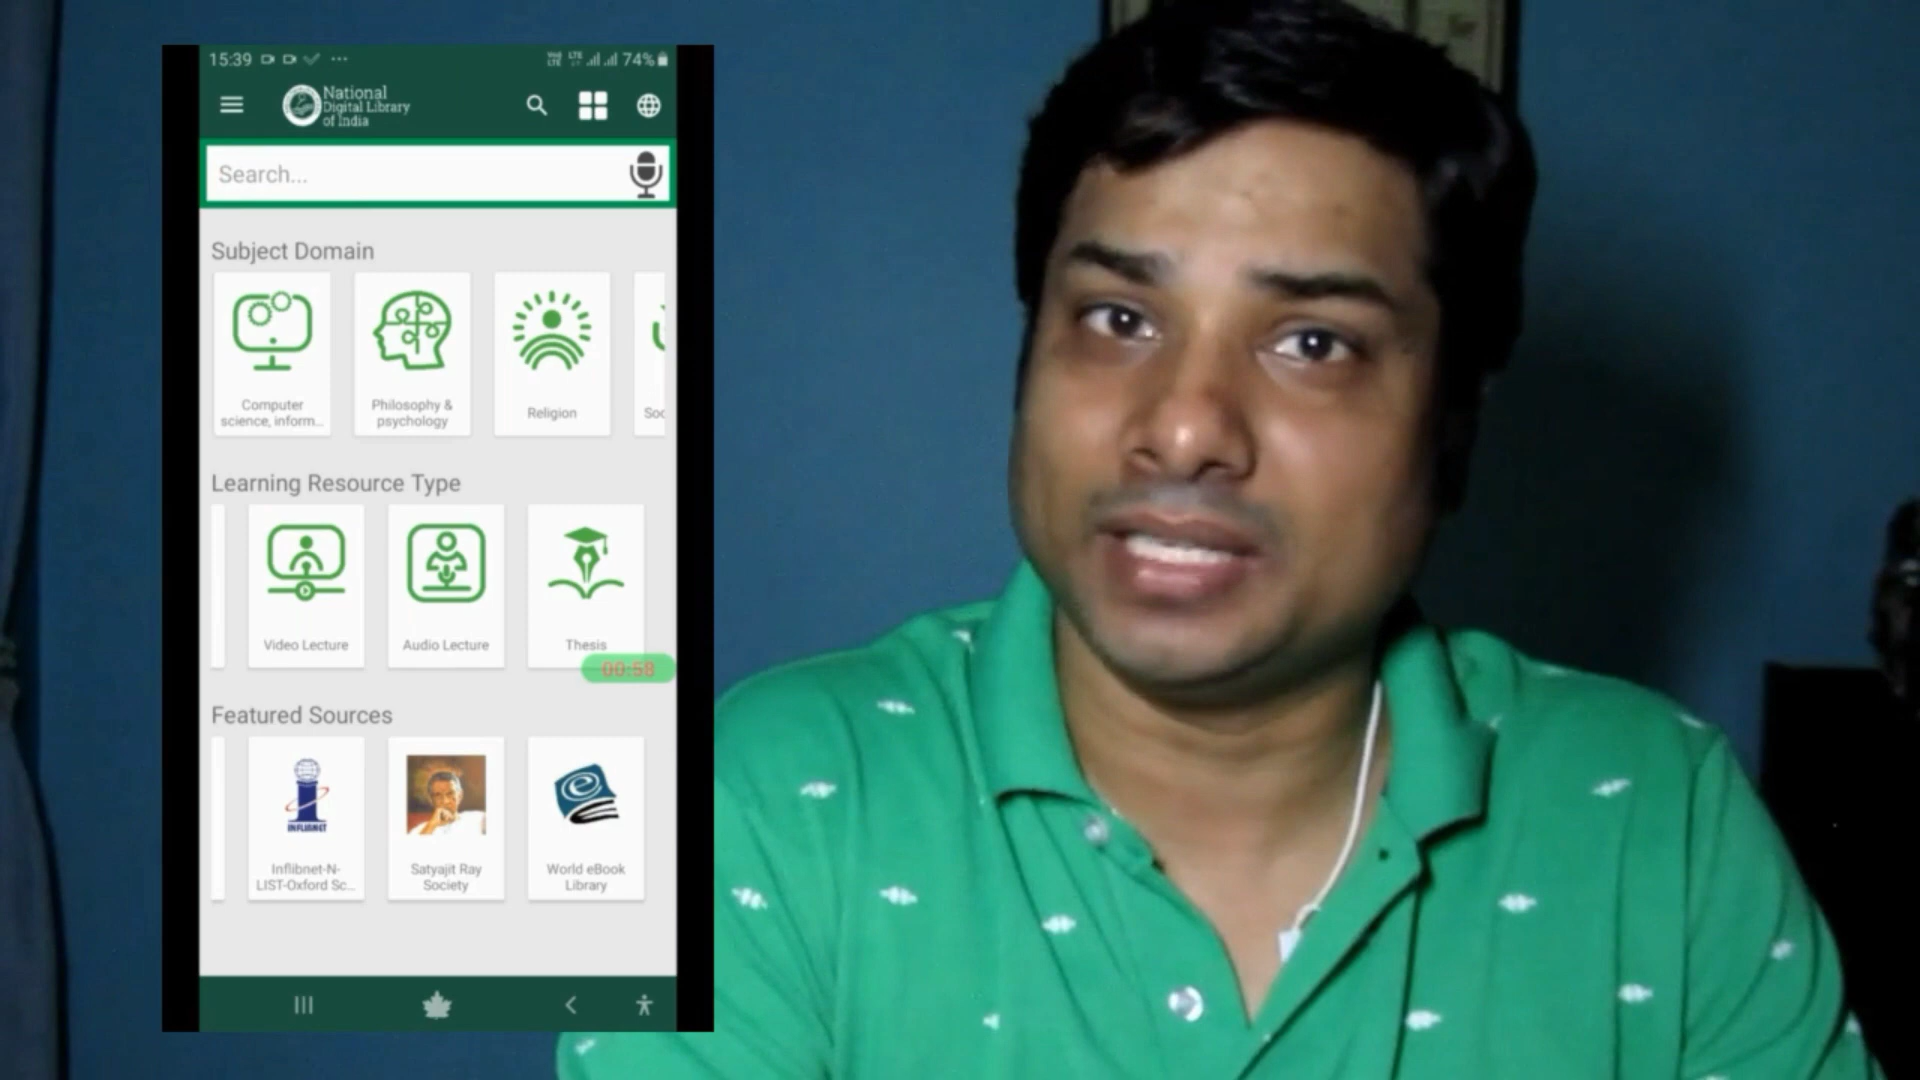 15:39
74%
National
Digital Library
of India
Search...
Subject Domain
Computer
science, inform...
Philosophy &
psychology
Religion
Soc
Learning Resource Type
Video Lecture
Audio Lecture
Thesis
00:58
Featured Sources
INFLIBNET
Inflibnet-N-
LIST-Oxford Sc...
Satyajit Ray
Society
World eBook
Library